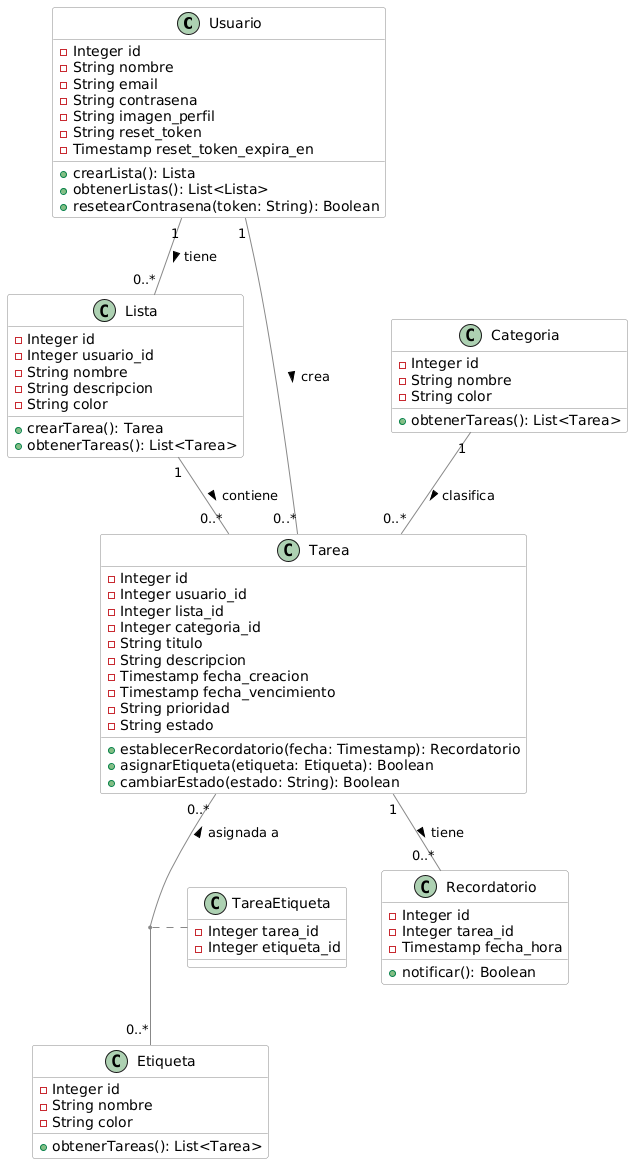 C Usuario
Integer id
String nombre
String email
String contrasena
String imagen_perfil
String reset_token
Timestamp reset_token_expira_en
crearLista(): Lista
obtenerListas(): List<Lista>
resetearContrasena(token: String): Boolean
1
1
tiene
0..*
C Lista
Integer id
Integer usuario_id
String nombre
String descripcion
String color
crearTarea(): Tarea
obtenerTareas(): List<Tarea>
crea
C Categoria
Integer id
String nombre
String color
obtenerTareas(): List<Tarea>
1
1
contiene
clasifica
0..*
0..*
0..*
C Tarea
Integer id
Integer usuario_id
Integer lista_id
Integer categoria_id
String titulo
String descripcion
Timestamp fecha_creacion
Timestamp fecha_vencimiento
String prioridad
String estado
establecerRecordatorio(fecha: Timestamp): Recordatorio
asignarEtiqueta(etiqueta: Etiqueta): Boolean
cambiarEstado(estado: String): Boolean
0..*
1
asignada a
tiene
0..*
C TareaEtiqueta
Integer tarea_id
Integer etiqueta_id
C Recordatorio
Integer id
Integer tarea_id
Timestamp fecha_hora
notificar(): Boolean
0..*
C Etiqueta
Integer id
String nombre
String color
obtenerTareas(): List<Tarea>